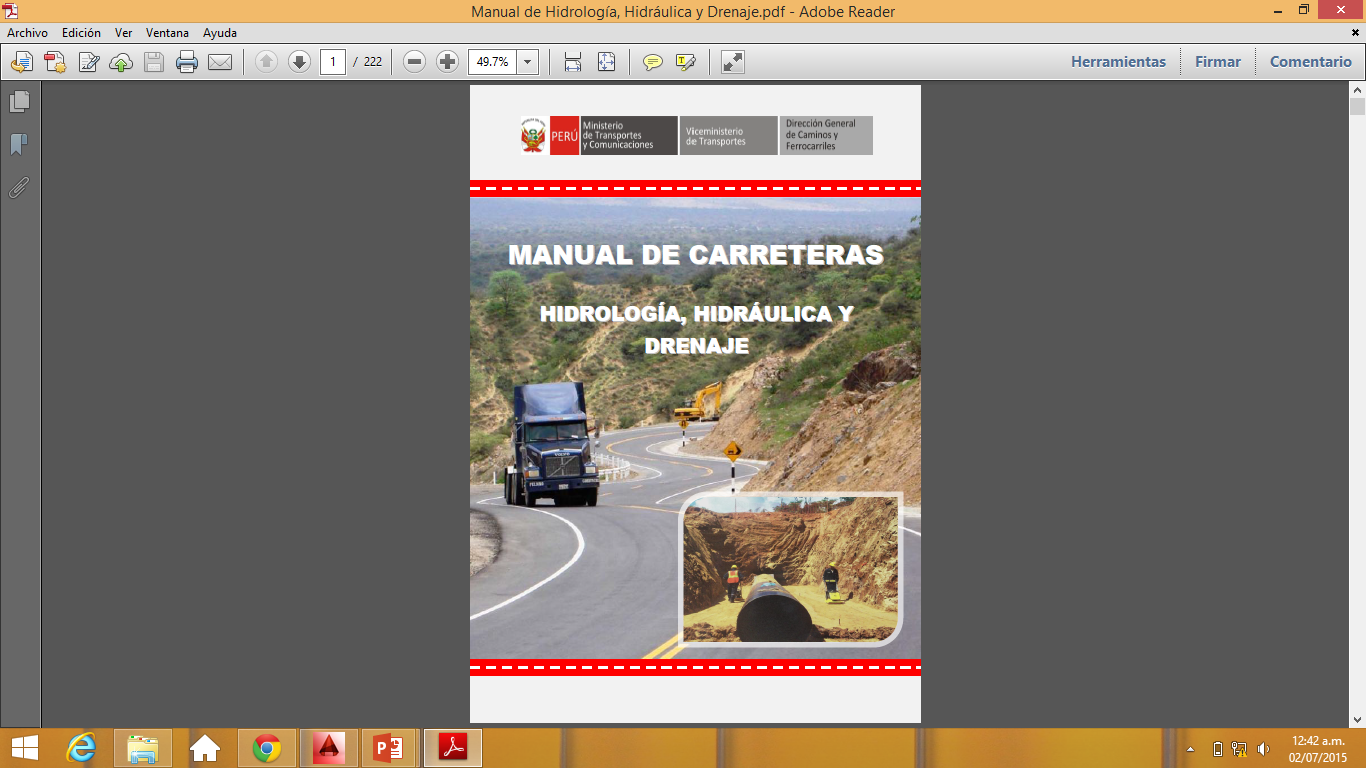 Manual de Hidrología, Hidráulica y Drenaje.pdf - Adobe Reader
Archivo Edición Ver Ventana Ayuda
1 / 222 49.7% Herramientas Firmar Comentario
PERÚ
Ministerio
de Transportes
y Comunicaciones
Viceministerio
de Transportes
Dirección General
de Caminos y
Ferrocarriles
MANUAL DE CARRETERAS
HIDROLOGÍA, HIDRÁULICA Y
DRENAJE
VOLVO
12:42 a.m.
02/07/2015